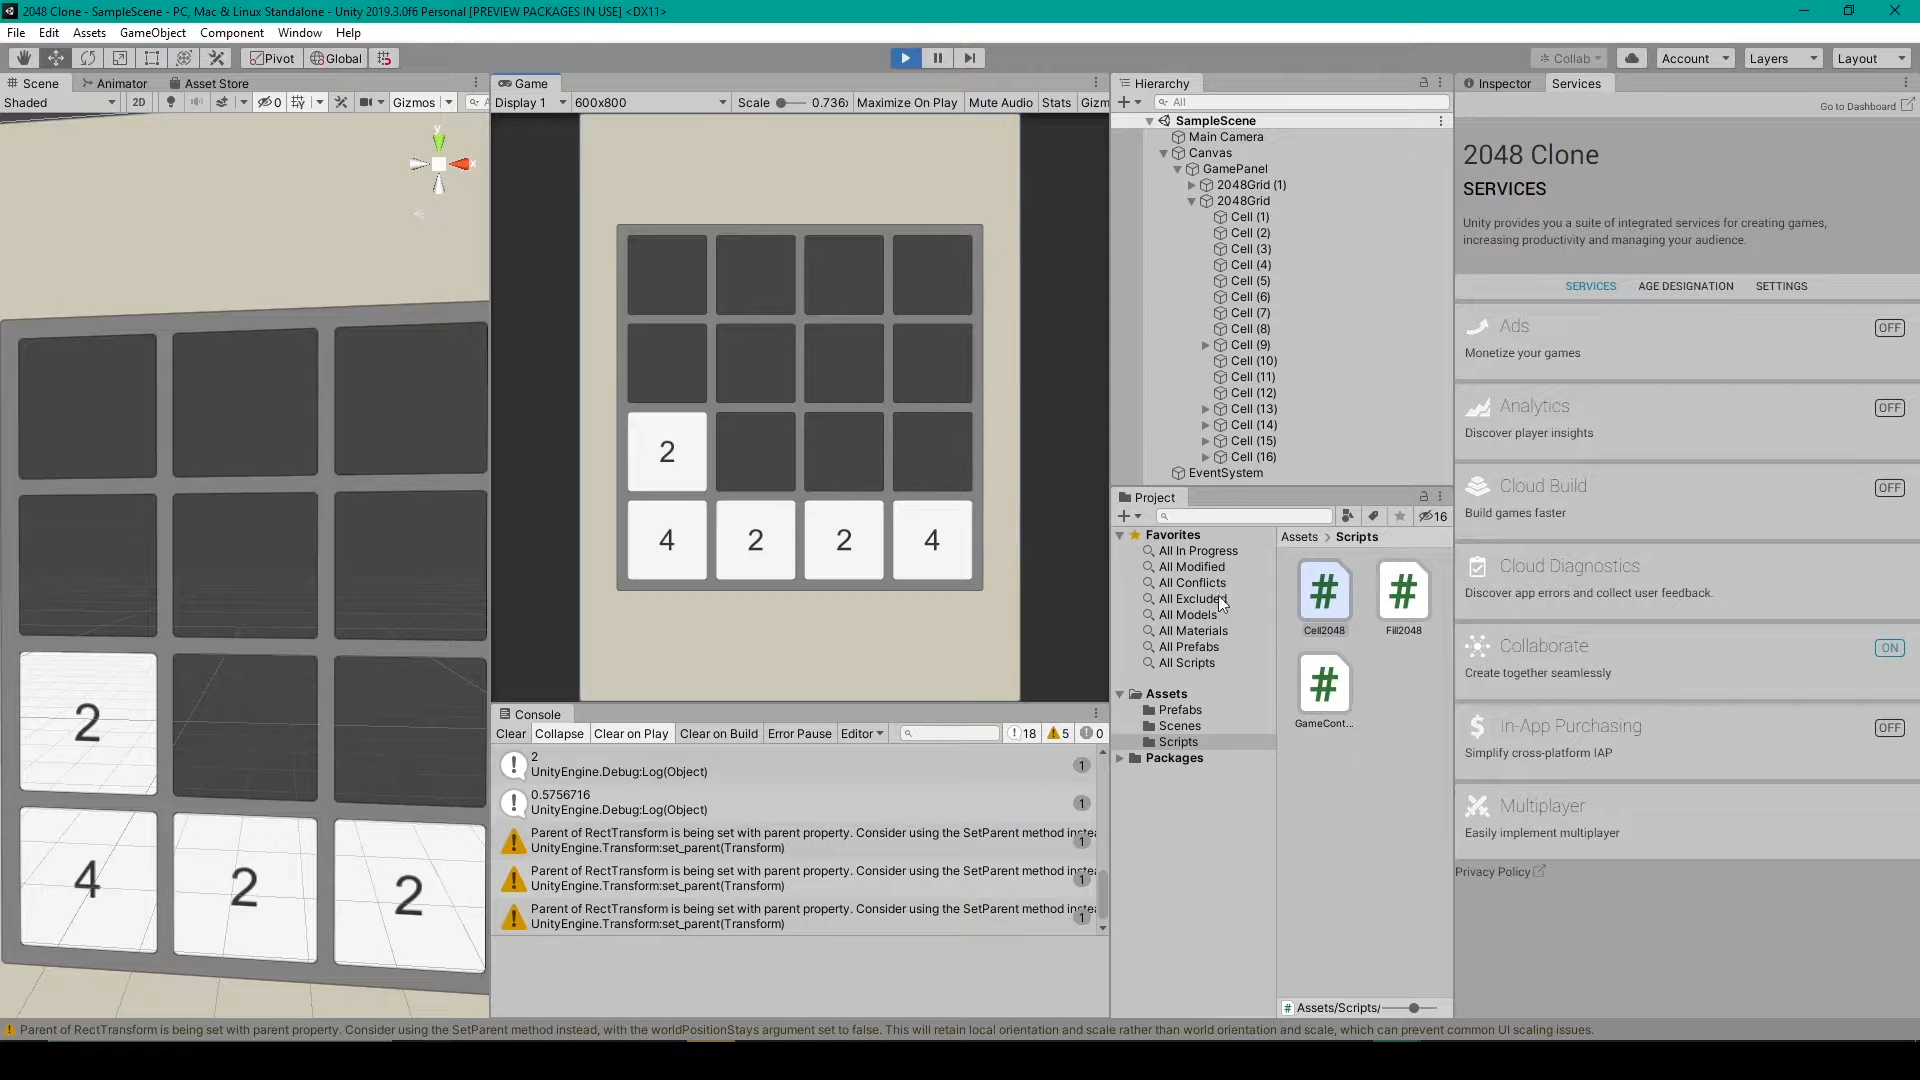 2048 Clone - SampleScene - PC, Mac & Linux Standalone - Unity 2019.3.0f6 Personal [PREVIEW PACKAGES IN USE] <DX11>
File Edit Assets GameObject Component Window Help
Pivot Global Collab Account Layers Layout
Scene Animator Asset Store
Shaded 2D 0 Gizmos
2
4 2 2
Game
Display 1 600x800 Scale 0.736x Maximize On Play Mute Audio Stats Gizm
2
4 2 2 4
Console
Clear Collapse Clear on Play Clear on Build Error Pause Editor 18 5 0
2
UnityEngine.Debug:Log(Object)
1
0.5756716
UnityEngine.Debug:Log(Object)
1
Parent of RectTransform is being set with parent property. Consider using the SetParent method inste
UnityEngine.Transform:set_parent(Transform)
1
Parent of RectTransform is being set with parent property. Consider using the SetParent method inste
UnityEngine.Transform:set_parent(Transform)
1
Parent of RectTransform is being set with parent property. Consider using the SetParent method inste
UnityEngine.Transform:set_parent(Transform)
1
Hierarchy
All
SampleScene
Main Camera
Canvas
GamePanel
2048Grid (1)
2048Grid
Cell (1)
Cell (2)
Cell (3)
Cell (4)
Cell (5)
Cell (6)
Cell (7)
Cell (8)
Cell (9)
Cell (10)
Cell (11)
Cell (12)
Cell (13)
Cell (14)
Cell (15)
Cell (16)
EventSystem
Project
16
Favorites
All In Progress
All Modified
All Conflicts
All Excluded
All Models
All Materials
All Prefabs
All Scripts
Assets
Prefabs
Scenes
Scripts
Packages
Assets > Scripts
Cell2048 Fill2048
GameCont...
Assets/Scripts/
Inspector Services
Go to Dashboard
2048 Clone
SERVICES
Unity provides you a suite of integrated services for creating games,
increasing productivity and managing your audience.
SERVICES AGE DESIGNATION SETTINGS
Ads OFF
Monetize your games
Analytics OFF
Discover player insights
Cloud Build OFF
Build games faster
Cloud Diagnostics
Discover app errors and collect user feedback.
Collaborate ON
Create together seamlessly
In-App Purchasing OFF
Simplify cross-platform IAP
Multiplayer
Easily implement multiplayer
Privacy Policy
Parent of RectTransform is being set with parent property. Consider using the SetParent method instead, with the worldPositionStays argument set to false. This will retain local orientation and scale rather than world orientation and scale, which can prevent common UI scaling issues.